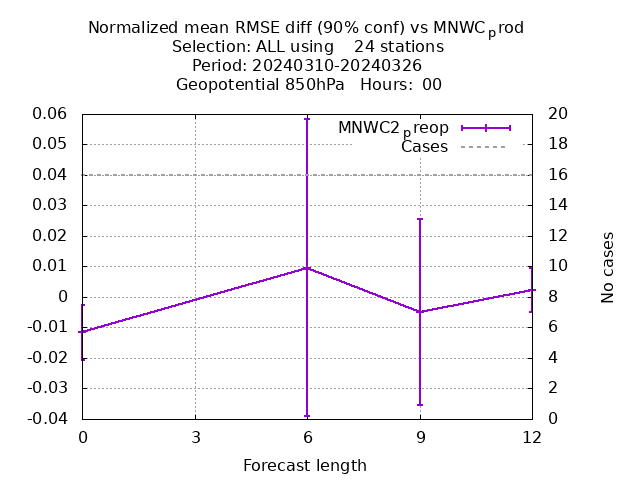 Normalized mean RMSE diff (90% conf) vs MNWCprod
Selection: ALL using 24 stations
Period: 20240310-20240326
Geopotential 850hPa Hours: 00
0.06
0.05
0.04
0.03
0.02
0.01
0
-0.01
-0.02
-0.03
-0.04
MNWC2preop
Cases
20
18
16
14
12
10
8
6
4
2
0
No cases
0 3 6 9 12
Forecast length